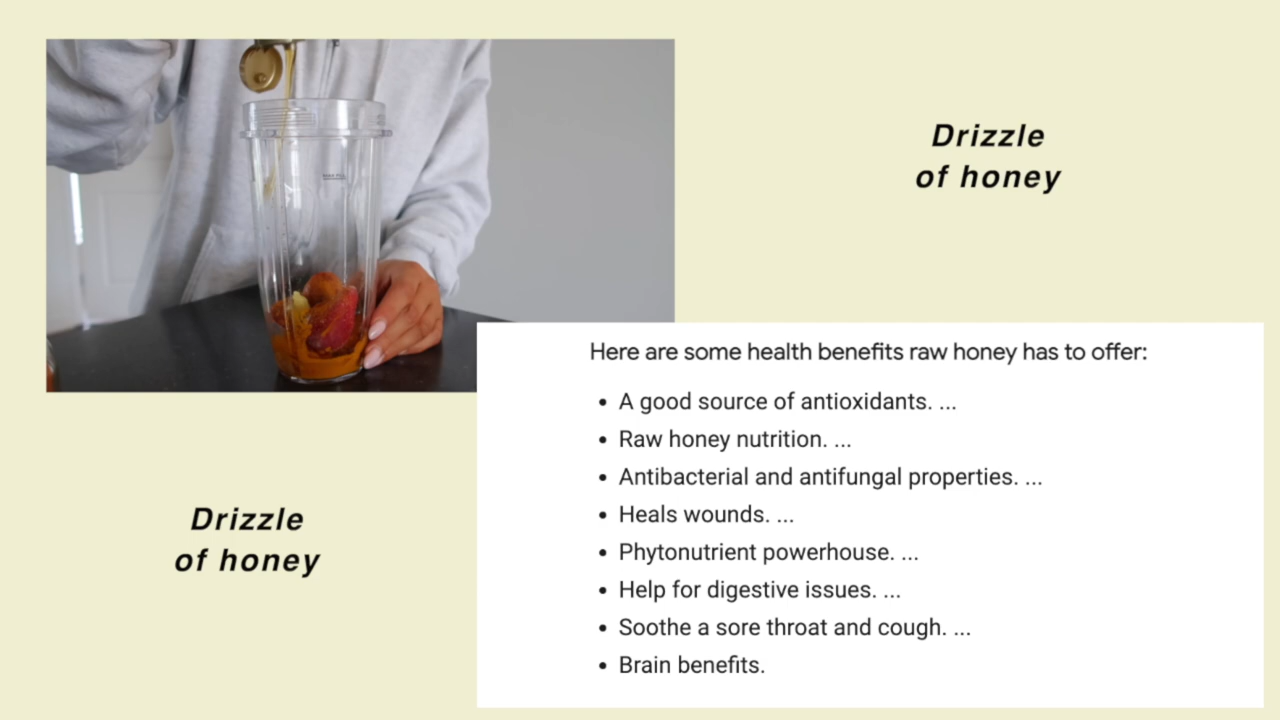 Drizzle
of honey
Here are some health benefits raw honey has to offer:
• A good source of antioxidants. ...
• Raw honey nutrition. ...
• Antibacterial and antifungal properties. ...
• Heals wounds. ...
• Phytonutrient powerhouse. ...
• Help for digestive issues. ...
• Soothe a sore throat and cough. ...
• Brain benefits.
Drizzle
of honey